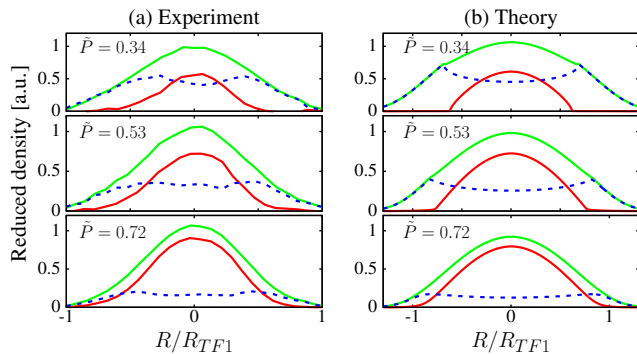 (a) Experiment
(b) Theory
Reduced density [a.u.]
1
0.5
0
P̃ = 0.34
P̃ = 0.34
1
0.5
0
P̃ = 0.53
P̃ = 0.53
1
0.5
0
P̃ = 0.72
P̃ = 0.72
-1 0 1
-1 0 1
R/R_{TF1}
R/R_{TF1}